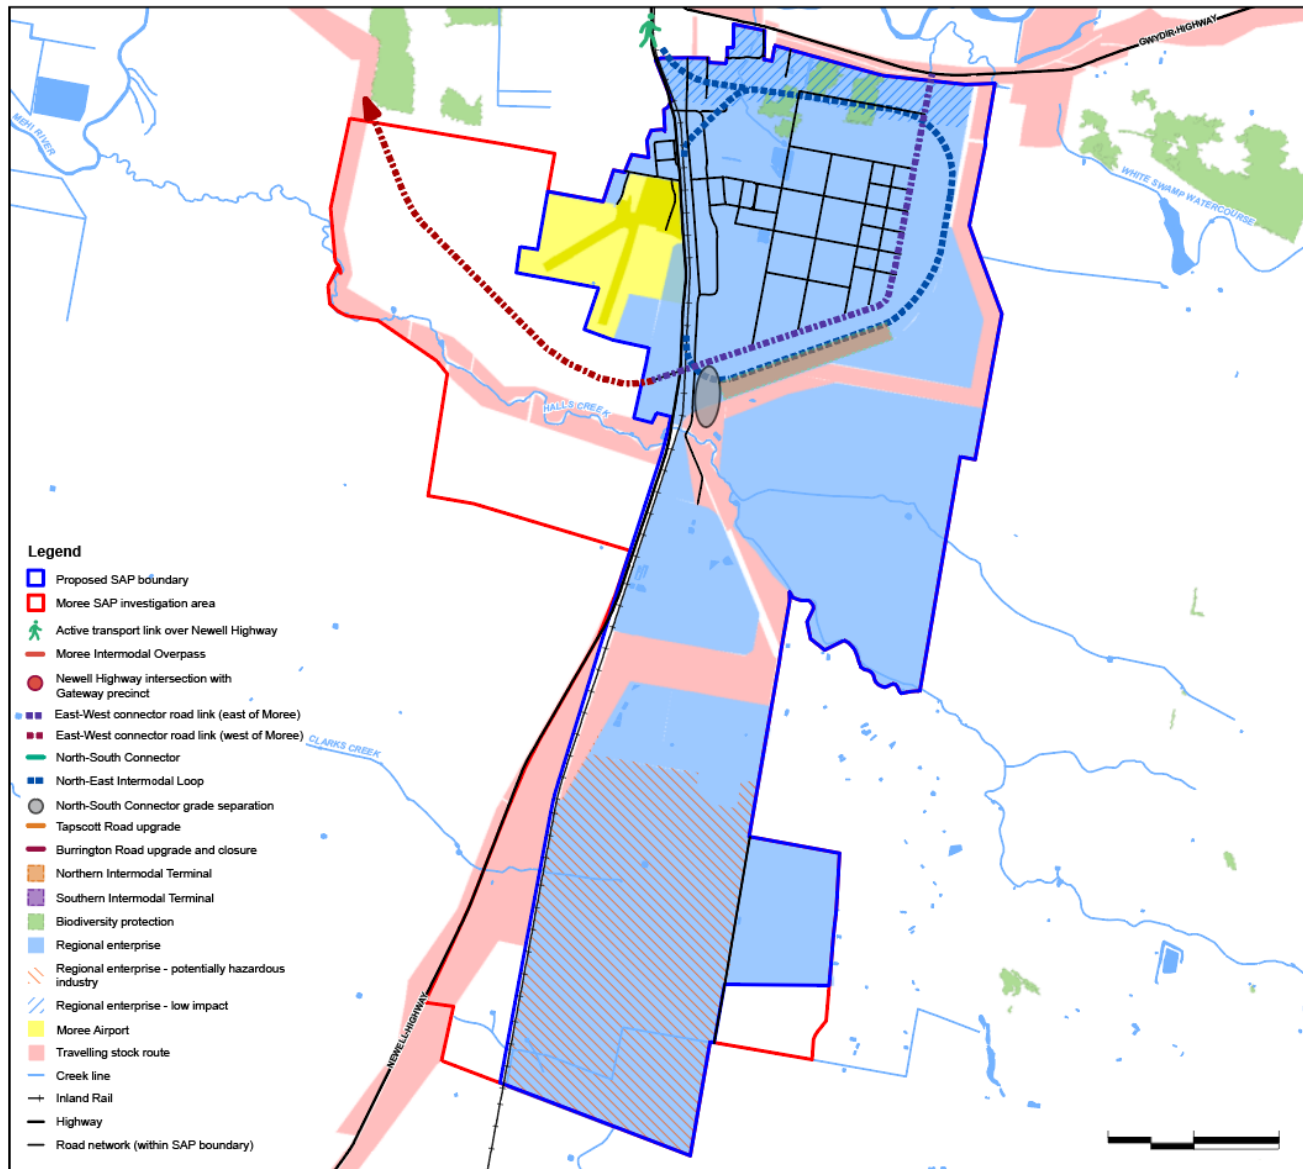 GWYDIR HIGHWAY
MEHI RIVER
WHITE SWAMP WATERCOURSE
HALLS CREEK
CLARKS CREEK
NEWELL HIGHWAY
Legend
Proposed SAP boundary
Moree SAP investigation area
Active transport link over Newell Highway
Moree Intermodal Overpass
Newell Highway intersection with
Gateway precinct
East-West connector road link (east of Moree)
East-West connector road link (west of Moree)
North-South Connector
North-East Intermodal Loop
North-South Connector grade separation
Tapscott Road upgrade
Burrington Road upgrade and closure
Northern Intermodal Terminal
Southern Intermodal Terminal
Biodiversity protection
Regional enterprise
Regional enterprise - potentially hazardous
industry
Regional enterprise - low impact
Moree Airport
Travelling stock route
Creek line
Inland Rail
Highway
Road network (within SAP boundary)